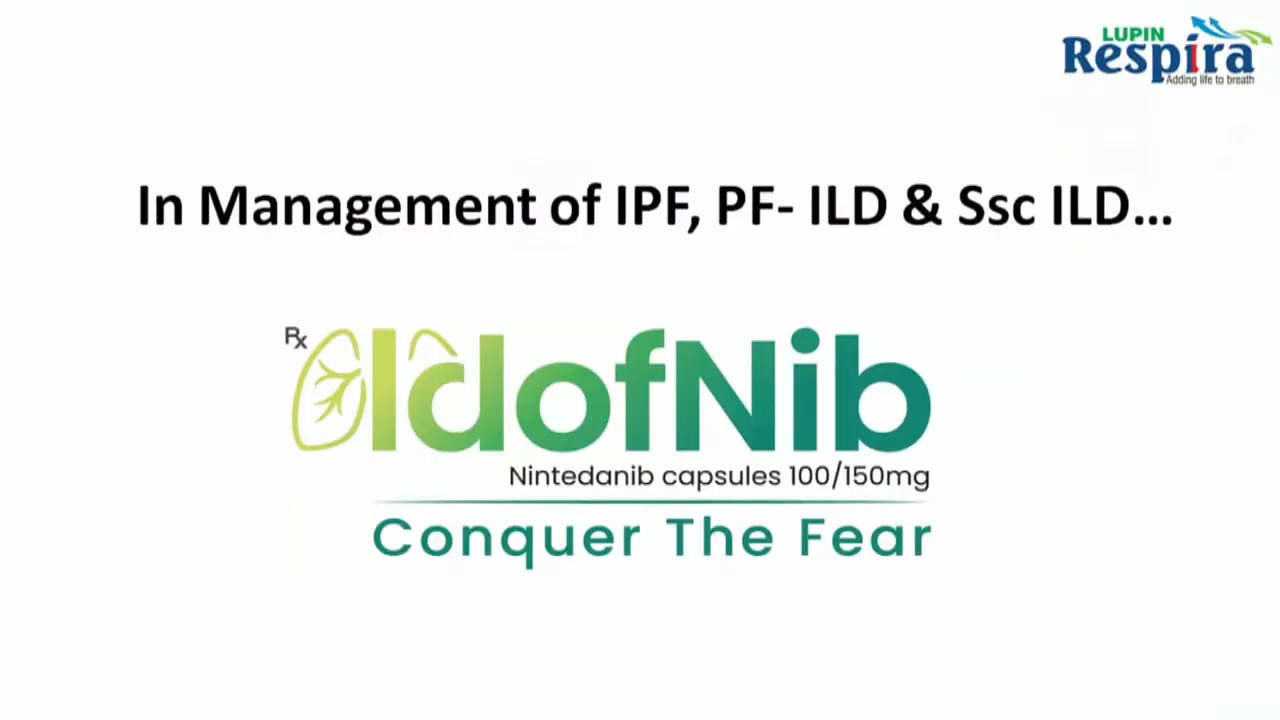 LUPIN
Respira
Adding life to breath
In Management of IPF, PF- ILD & Ssc ILD...
Rx
IldofNib
Nintedanib capsules 100/150mg
Conquer The Fear